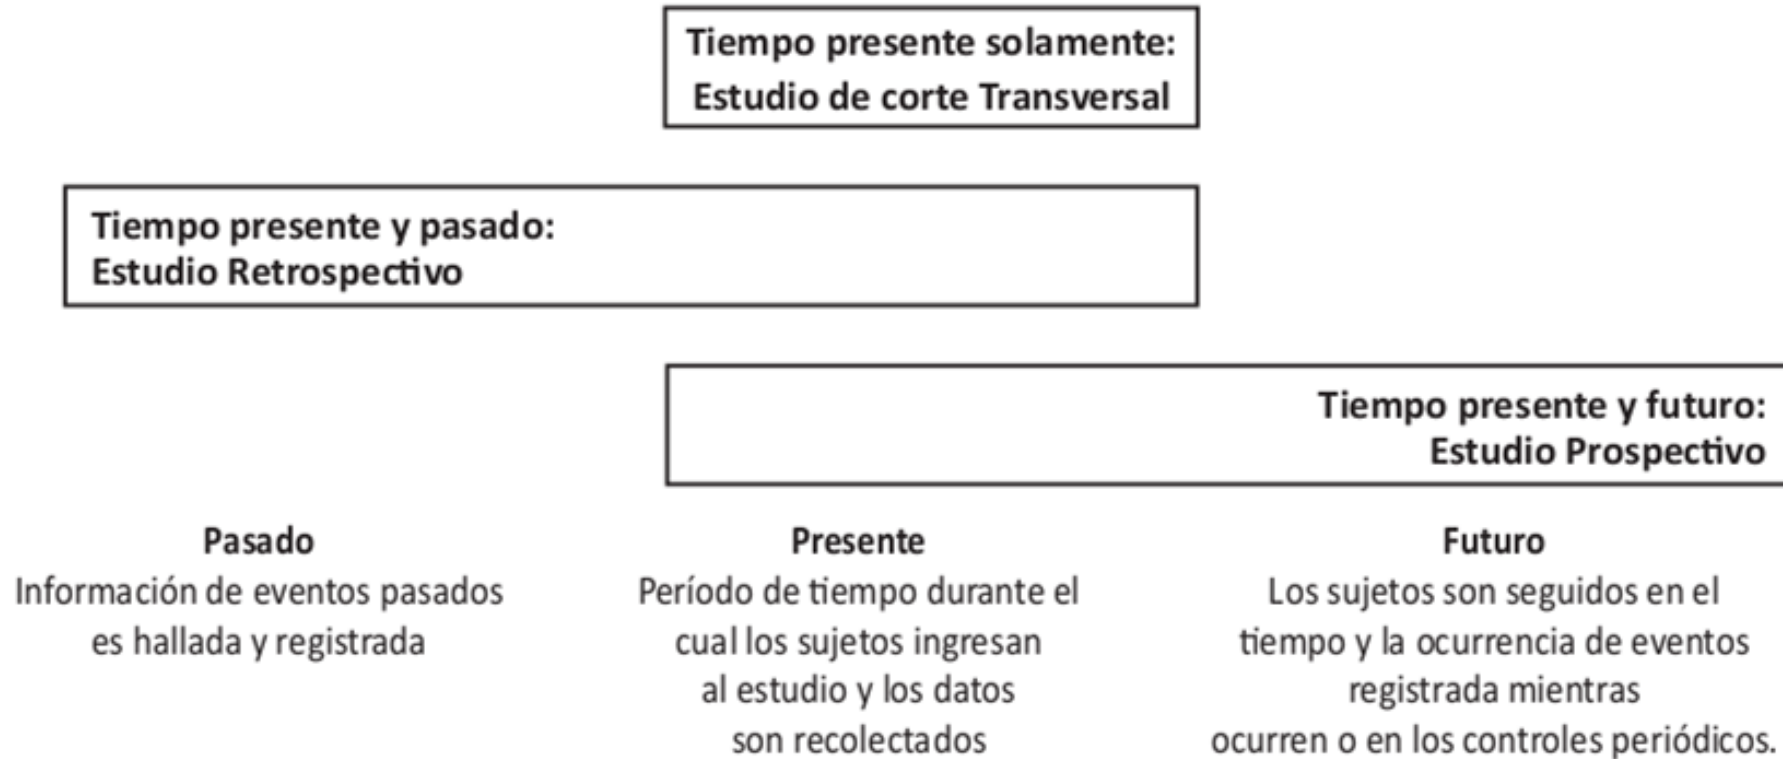 Tiempo presente solamente:
Estudio de corte Transversal
Tiempo presente y pasado:
Estudio Retrospectivo
Tiempo presente y futuro:
Estudio Prospectivo
Pasado
Información de eventos pasados
es hallada y registrada
Presente
Período de tiempo durante el
cual los sujetos ingresan
al estudio y los datos
son recolectados
Futuro
Los sujetos son seguidos en el
tiempo y la ocurrencia de eventos
registrada mientras
ocurren o en los controles periódicos.